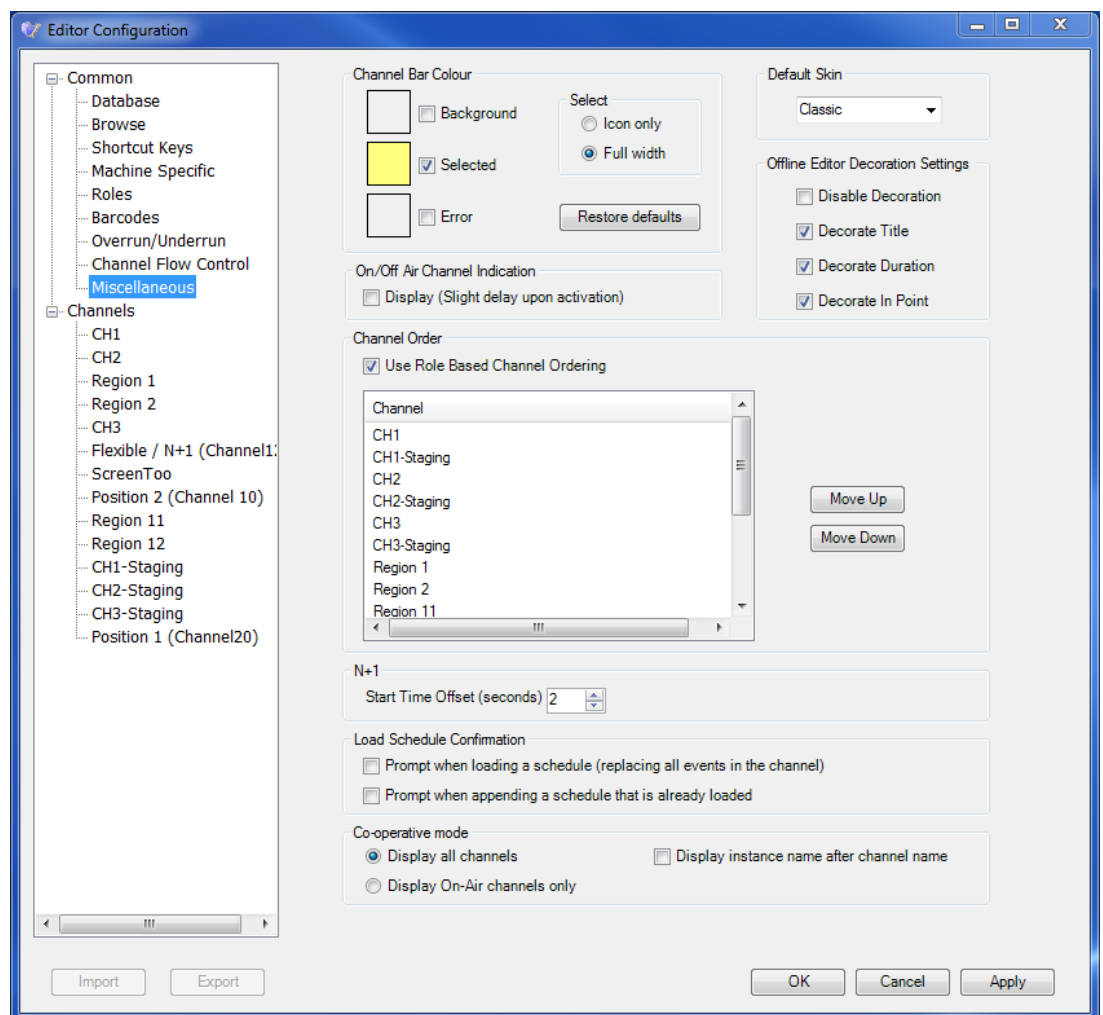 Editor Configuration
Common
Database
Browse
Shortcut Keys
Machine Specific
Roles
Barcodes
Overrun/Underrun
Channel Flow Control
Miscellaneous
Channels
CH1
CH2
Region 1
Region 2
CH3
Flexible / N+1 (Channel1
ScreenToo
Position 2 (Channel 10)
Region 11
Region 12
CH1-Staging
CH2-Staging
CH3-Staging
Position 1 (Channel20)
Import
Export
Channel Bar Colour
Background
Selected
Error
Select
Icon only
Full width
Restore defaults
Default Skin
Classic
Offline Editor Decoration Settings
Disable Decoration
Decorate Title
Decorate Duration
Decorate In Point
On/Off Air Channel Indication
Display (Slight delay upon activation)
Channel Order
Use Role Based Channel Ordering
Channel
CH1
CH1-Staging
CH2
CH2-Staging
CH3
CH3-Staging
Region 1
Region 2
Region 11
Move Up
Move Down
N+1
Start Time Offset (seconds) 2
Load Schedule Confirmation
Prompt when loading a schedule (replacing all events in the channel)
Prompt when appending a schedule that is already loaded
Co-operative mode
Display all channels
Display instance name after channel name
Display On-Air channels only
OK
Cancel
Apply